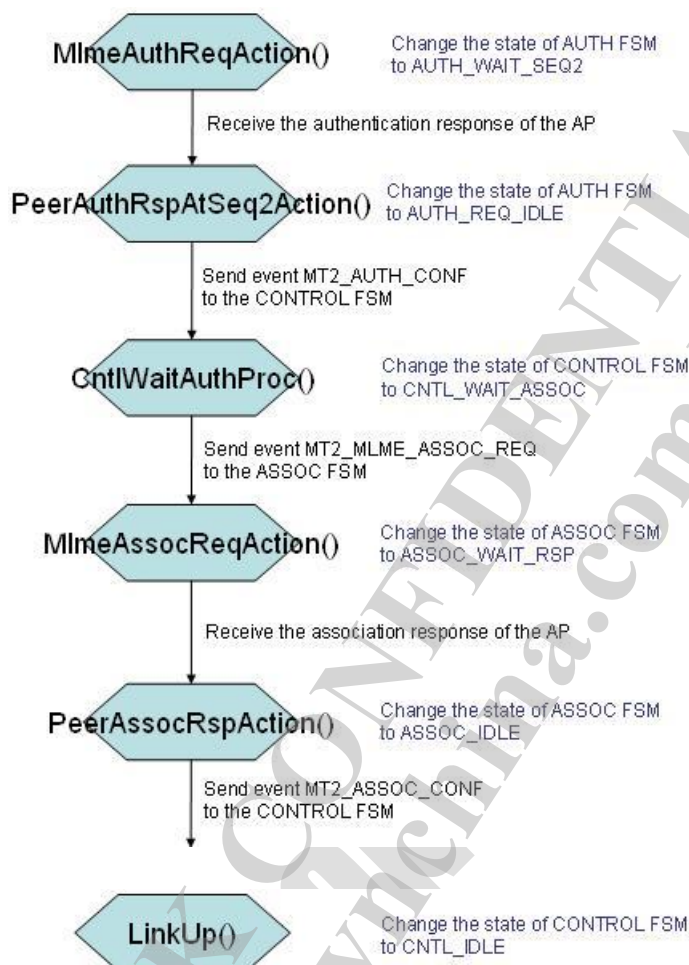 MlmeAuthReqAction()
Change the state of AUTH FSM
to AUTH_WAIT_SEQ2
Receive the authentication response of the AP
PeerAuthRspAtSeq2Action()
Change the state of AUTH FSM
to AUTH_REQ_IDLE
Send event MT2_AUTH_CONF
to the CONTROL FSM
CntlWaitAuthProc()
Change the state of CONTROL FSM
to CNTL_WAIT_ASSOC
Send event MT2_MLME_ASSOC_REQ
to the ASSOC FSM
MlmeAssocReqAction()
Change the state of ASSOC FSM
to ASSOC_WAIT_RSP
Receive the association response of the AP
PeerAssocRspAction()
Change the state of ASSOC FSM
to ASSOC_IDLE
Send event MT2_ASSOC_CONF
to the CONTROL FSM
LinkUp()
Change the state of CONTROL FSM
to CNTL_IDLE